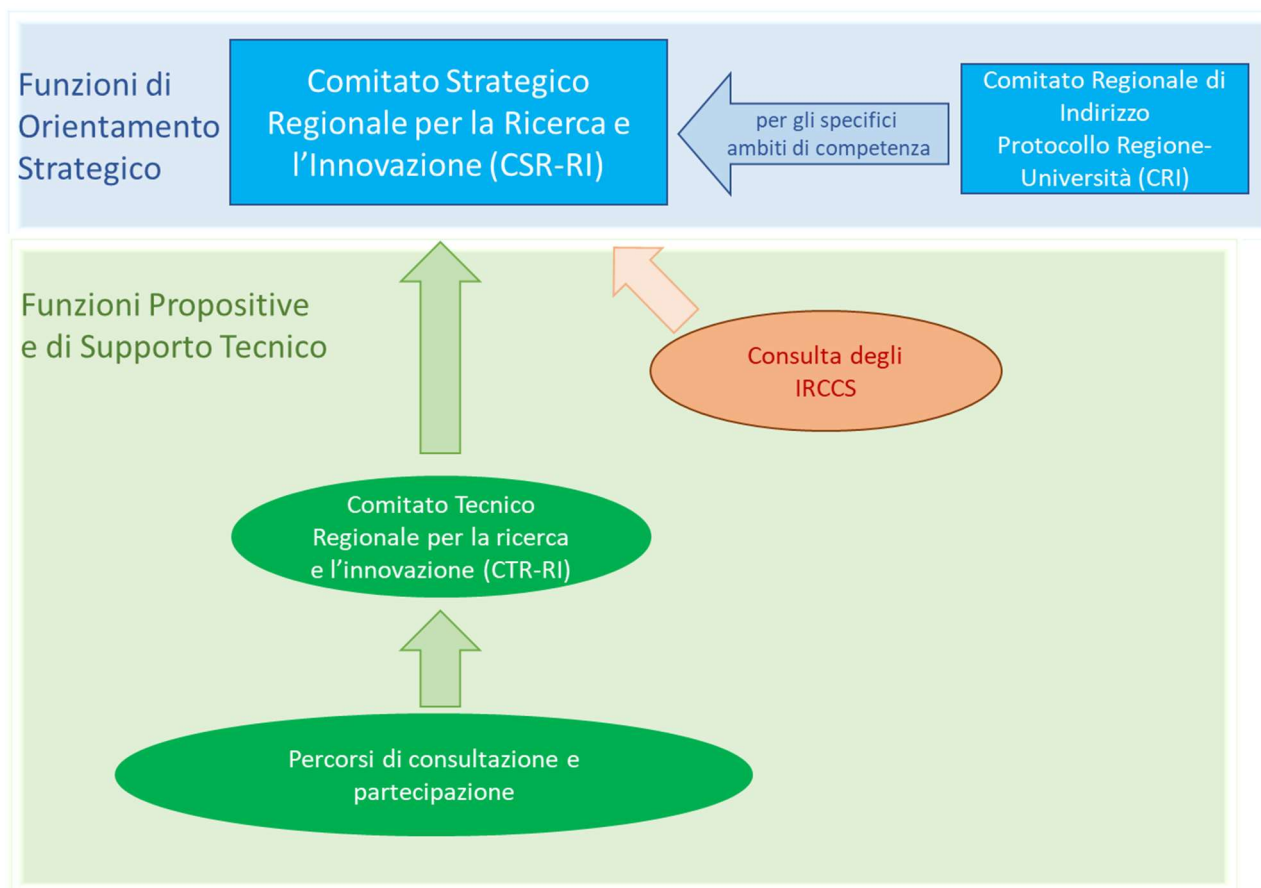 Funzioni di
Orientamento
Strategico
Comitato Strategico
Regionale per la Ricerca e
l’Innovazione (CSR-RI)
per gli specifici
ambiti di competenza
Comitato Regionale di
Indirizzo
Protocollo Regione-
Università (CRI)
Funzioni Propositive
e di Supporto Tecnico
Consulta degli
IRCCS
Comitato Tecnico
Regionale per la ricerca
e l’innovazione (CTR-RI)
Percorsi di consultazione e
partecipazione